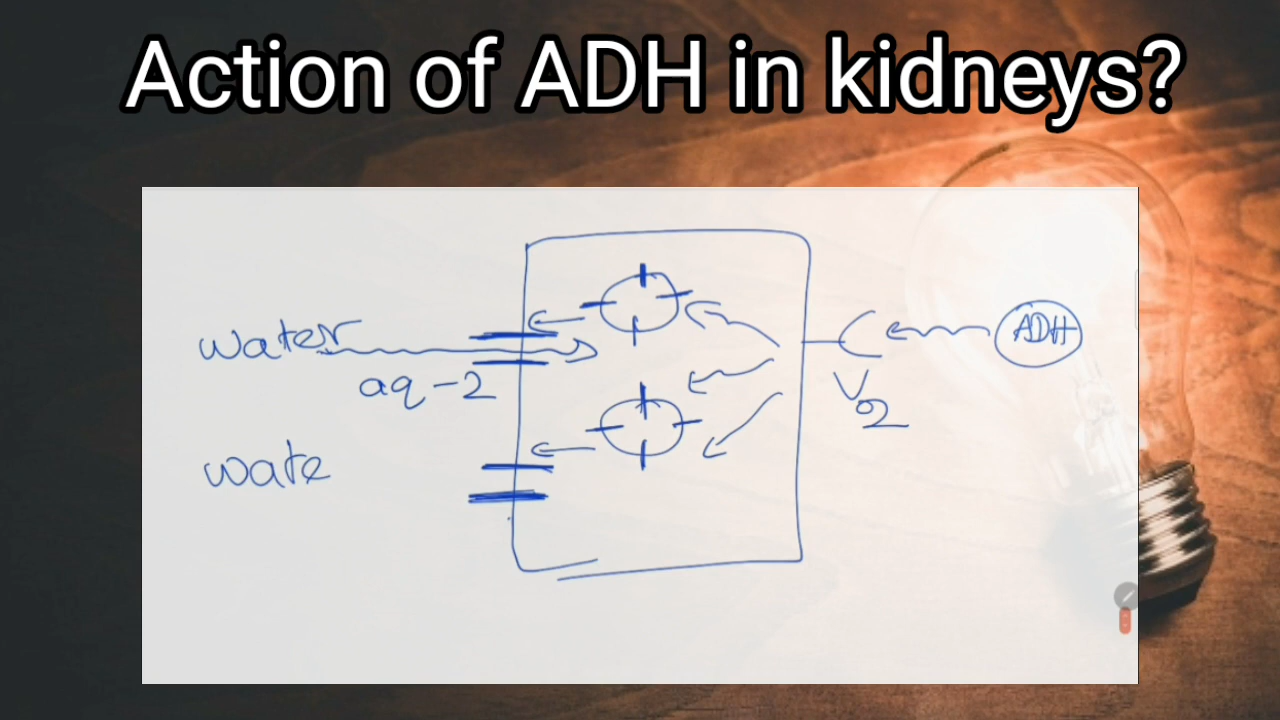 Action of ADH in kidneys?
water
aq-2
wate
ADH
V2